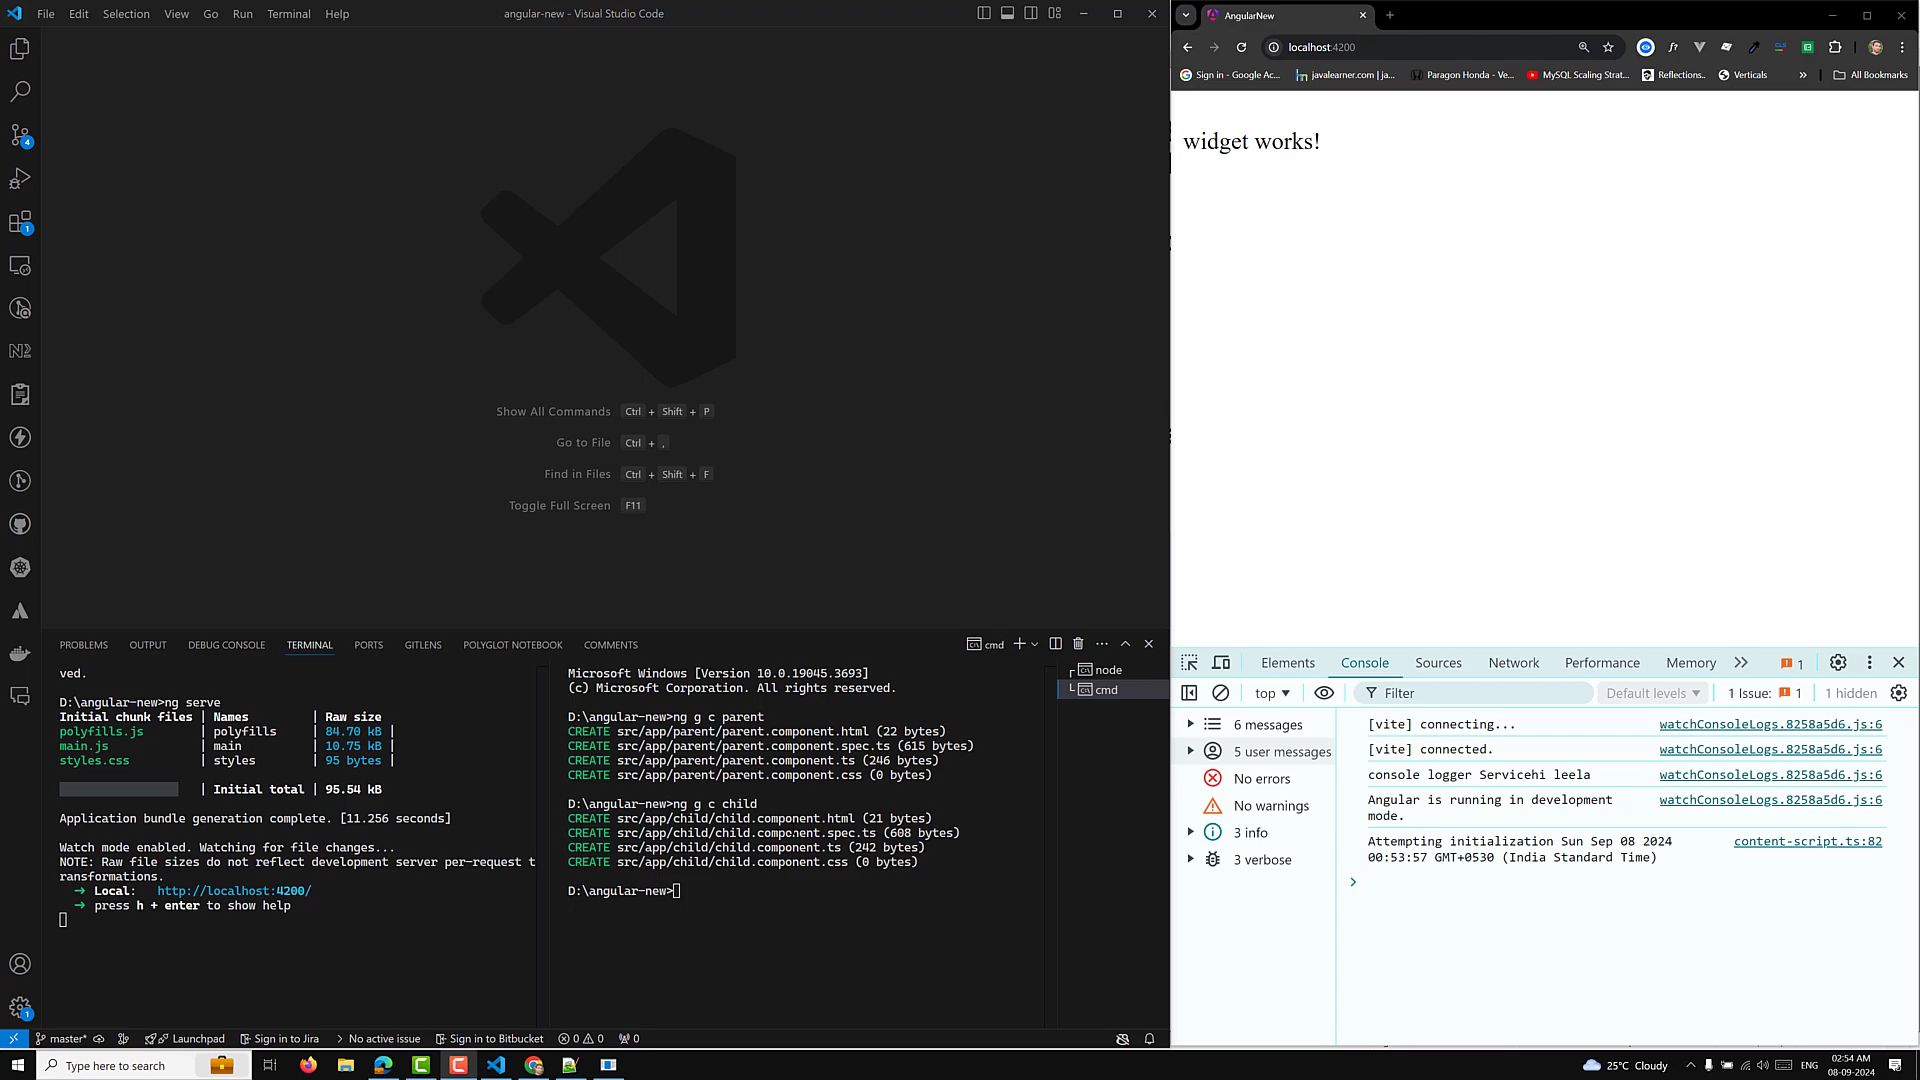 File Edit Selection View Go Run Terminal Help
angular-new - Visual Studio Code
Show All Commands Ctrl + Shift + P
Go to File Ctrl + ,
Find in Files Ctrl + Shift + F
Toggle Full Screen F11
4
1
1
PROBLEMS OUTPUT DEBUG CONSOLE TERMINAL PORTS GITLENS POLYGLOT NOTEBOOK COMMENTS
cmd
ved.
D:\angular-new>ng serve
Initial chunk files | Names | Raw size
polyfills.js | polyfills | 84.70 kB |
main.js | main | 10.75 kB |
styles.css | styles | 95 bytes |
| Initial total | 95.54 kB
Application bundle generation complete. [11.256 seconds]
Watch mode enabled. Watching for file changes...
NOTE: Raw file sizes do not reflect development server per-request t
ransformations.
➜ Local: http://localhost:4200/
➜ press h + enter to show help
Microsoft Windows [Version 10.0.19045.3693]
(c) Microsoft Corporation. All rights reserved.
D:\angular-new>ng g c parent
CREATE src/app/parent/parent.component.html (22 bytes)
CREATE src/app/parent/parent.component.spec.ts (615 bytes)
CREATE src/app/parent/parent.component.ts (246 bytes)
CREATE src/app/parent/parent.component.css (0 bytes)
D:\angular-new>ng g c child
CREATE src/app/child/child.component.html (21 bytes)
CREATE src/app/child/child.component.spec.ts (608 bytes)
CREATE src/app/child/child.component.ts (242 bytes)
CREATE src/app/child/child.component.css (0 bytes)
D:\angular-new>
node
cmd
master* Launchpad Sign in to Jira No active issue Sign in to Bitbucket 0 0 0
AngularNew
localhost:4200
Sign in - Google Ac... javalearner.com | ja... Paragon Honda - Ve... MySQL Scaling Strat... Reflections.. Verticals » All Bookmarks
widget works!
Elements Console Sources Network Performance Memory 1
top Filter Default levels 1 Issue: 1 1 hidden
6 messages
5 user messages
No errors
No warnings
3 info
3 verbose
[vite] connecting... watchConsoleLogs.8258a5d6.js:6
[vite] connected. watchConsoleLogs.8258a5d6.js:6
console logger Servicehi leela watchConsoleLogs.8258a5d6.js:6
Angular is running in development watchConsoleLogs.8258a5d6.js:6
mode.
Attempting initialization Sun Sep 08 2024 content-script.ts:82
00:53:57 GMT+0530 (India Standard Time)
Type here to search
25°C Cloudy
ENG
02:54 AM
08-09-2024